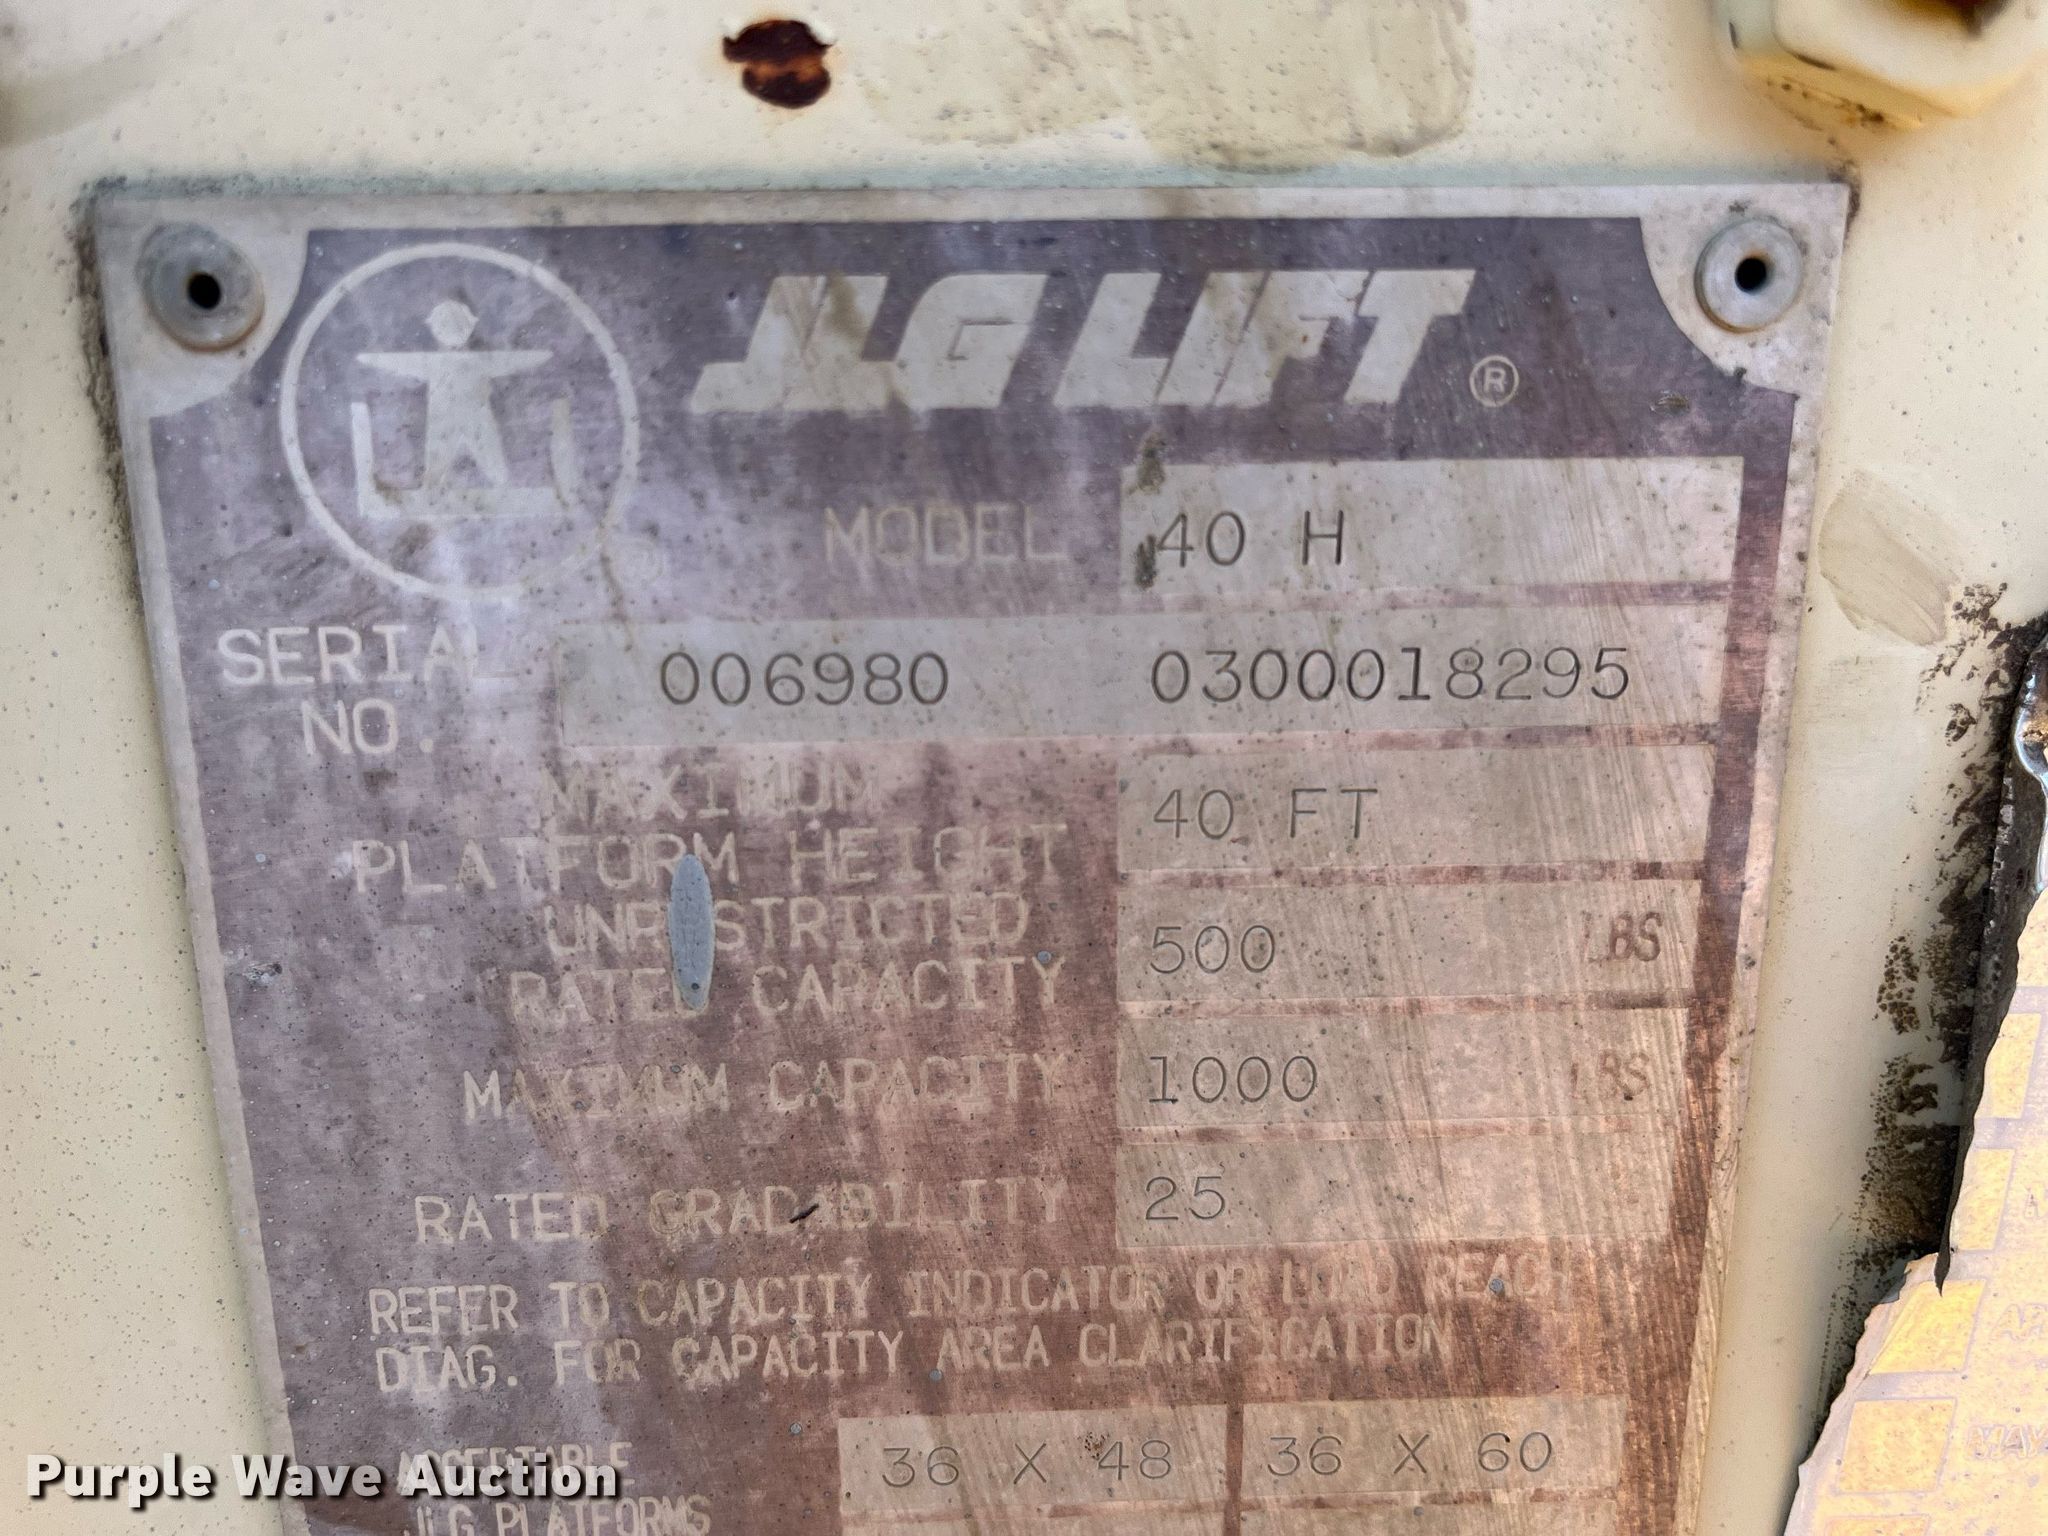 JLG LIFT ®
MODEL 40 H
SERIAL NO. 006980 0300018295
MAXIMUM PLATFORM HEIGHT 40 FT
UNRESTRICTED RATED CAPACITY 500 LBS
MAXIMUM CAPACITY 1000 LBS
RATED GRADABILITY 25
REFER TO CAPACITY INDICATOR OR LOAD REACH
DIAG. FOR CAPACITY AREA CLARIFICATION
ACCEPTABLE
JLG PLATFORMS
36 X 48 36 X 60
Purple Wave Auction